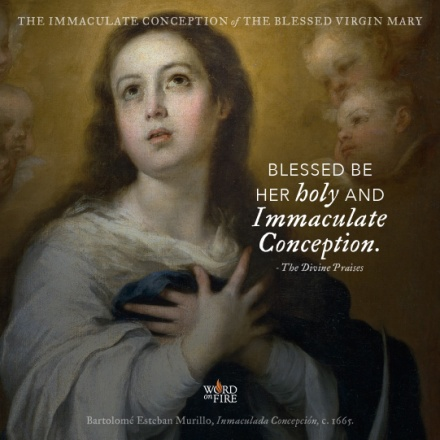 THE IMMACULATE CONCEPTION of THE BLESSED VIRGIN MARY
BLESSED BE
HER holy AND
Immaculate
Conception.
- The Divine Praises
WORD
on FIRE
Bartolomé Esteban Murillo, Inmaculada Concepción, c. 1665.